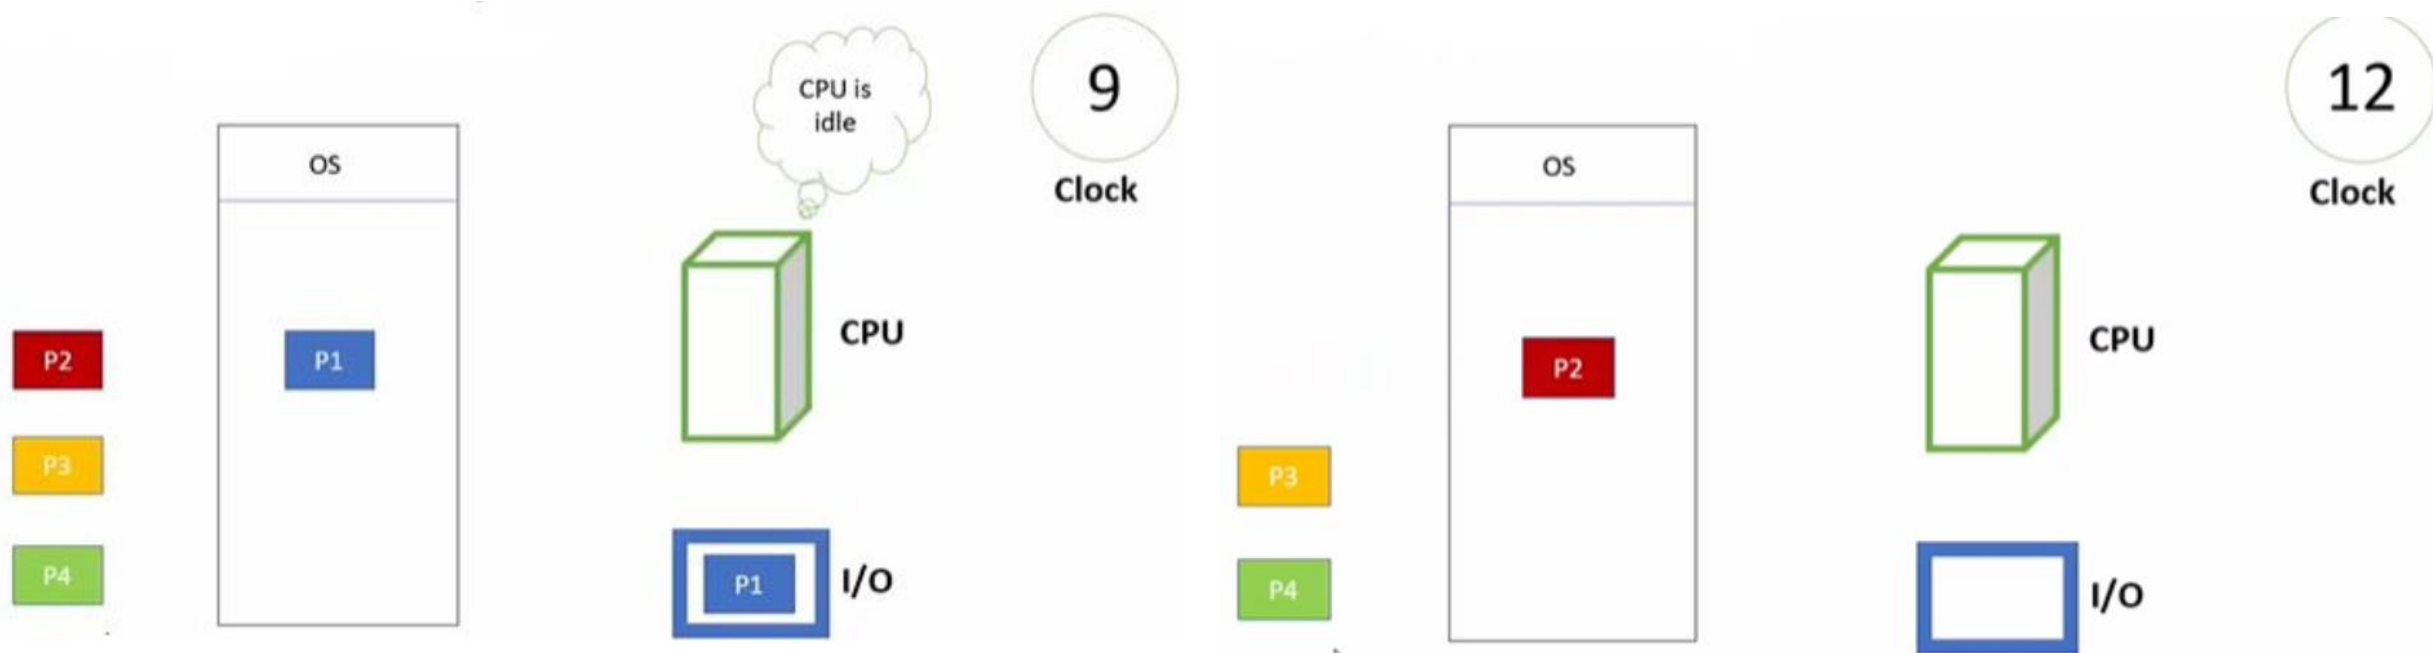 CPU is
idle
9
Clock
OS
P2
P1
CPU
P3
P4
P1
I/O
12
Clock
OS
P2
CPU
P3
P4
I/O